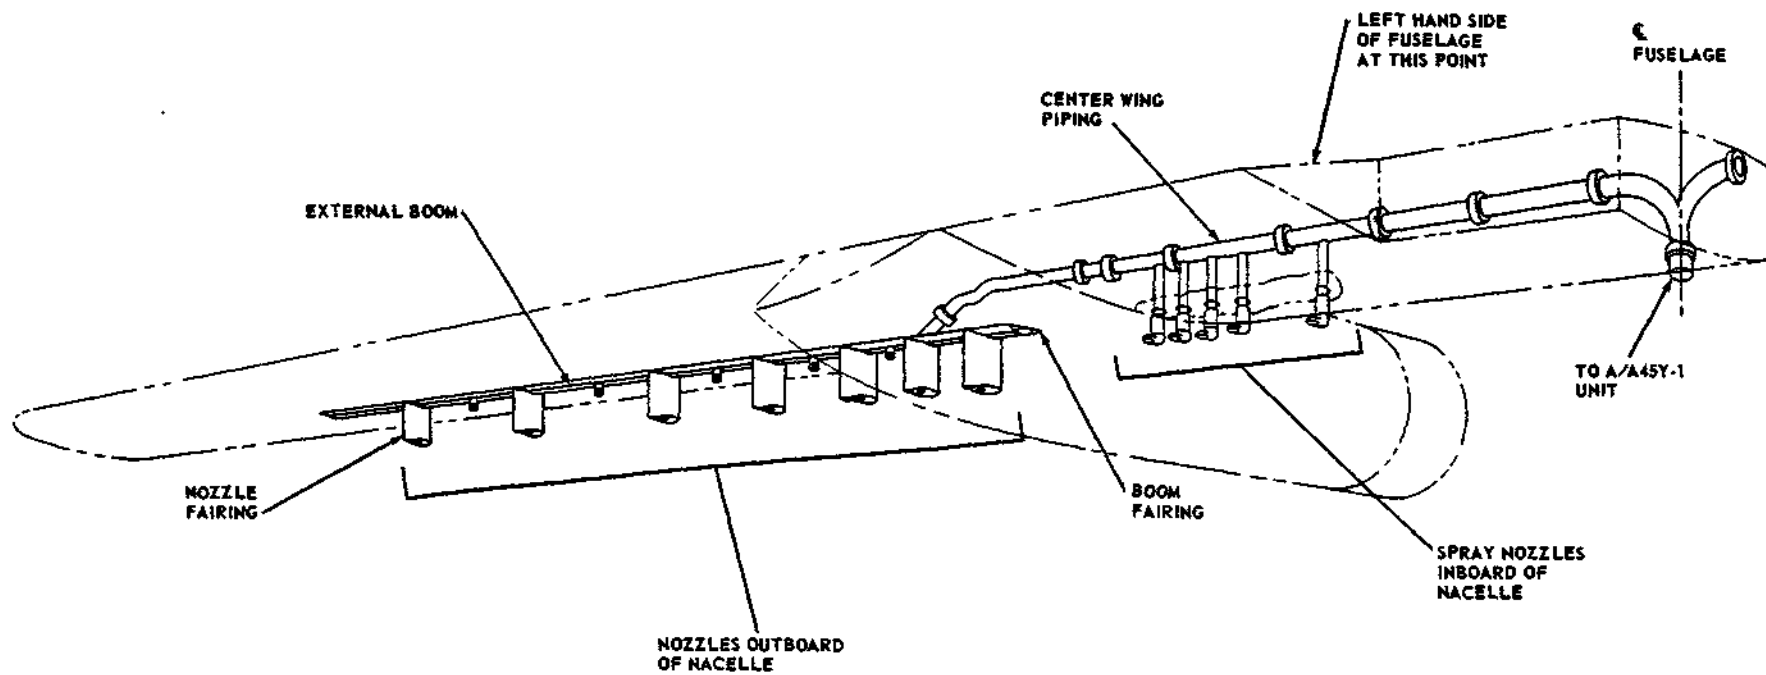 LEFT HAND SIDE
OF FUSELAGE
AT THIS POINT
℄
FUSELAGE
CENTER WING
PIPING
EXTERNAL BOOM
TO A/A45Y-1
UNIT
NOZZLE
FAIRING
BOOM
FAIRING
SPRAY NOZZLES
INBOARD OF
NACELLE
NOZZLES OUTBOARD
OF NACELLE